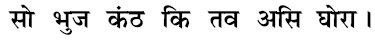 सो भुज कंठ कि तव असि घोरा ।